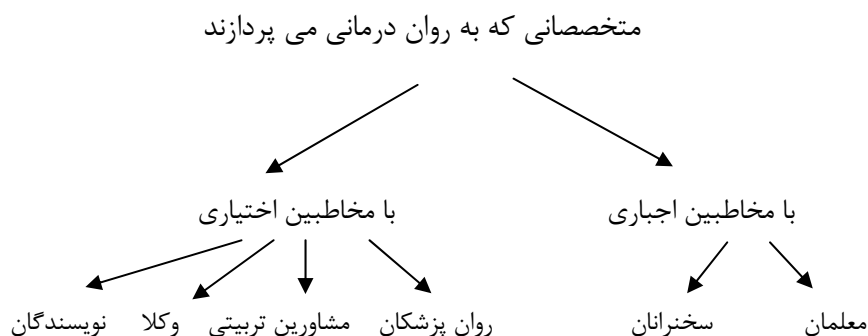 متخصصانی که به روان درمانی می پردازند
با مخاطبین اجباری با مخاطبین اختیاری
معلمان سخنرانان روان پزشکان مشاورین تربیتی وکلا نویسندگان